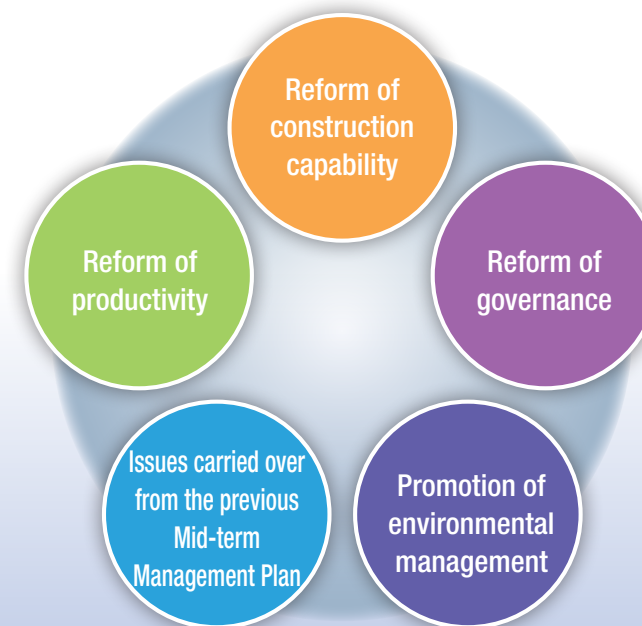 Reform of
construction
capability
Reform of
productivity
Reform of
governance
Issues carried over
from the previous
Mid-term
Management Plan
Promotion of
environmental
management